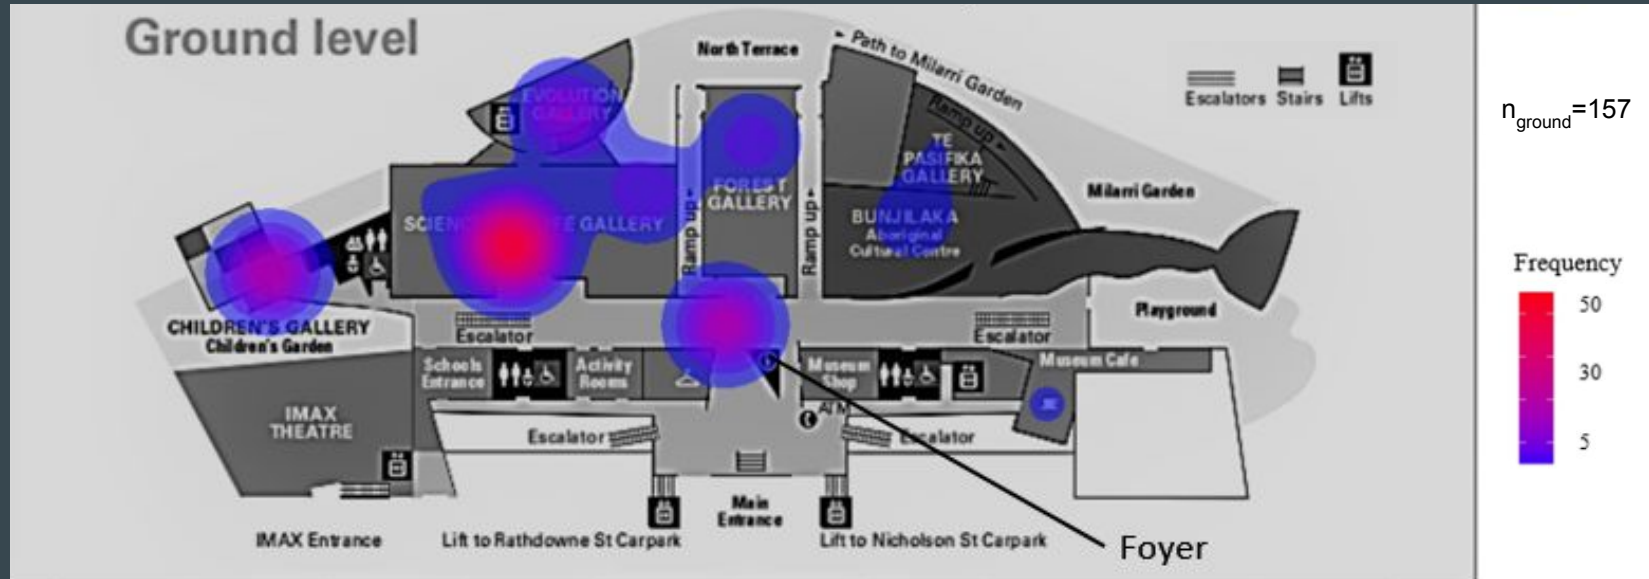 Ground level
North Terrace
Path to Milarri Garden
Escalators Stairs Lifts
n_ground=157
EVOLUTION
GALLERY
Ramp up
TE
PASIFIKA
GALLERY
Milarri Garden
FOREST
GALLERY
SCIENCE LIFE GALLERY
Ramp up
Ramp up
BUNJILAKA
Aboriginal
Cultural Centre
Frequency
50
30
5
Playground
CHILDREN'S GALLERY
Children's Garden
Escalator
Escalator
Schools
Entrance
Activity
Rooms
Museum
Shop
Museum Cafe
IMAX
THEATRE
ATM
Escalator
Escalator
Main
Entrance
IMAX Entrance
Lift to Rathdowne St Carpark
Lift to Nicholson St Carpark
Foyer